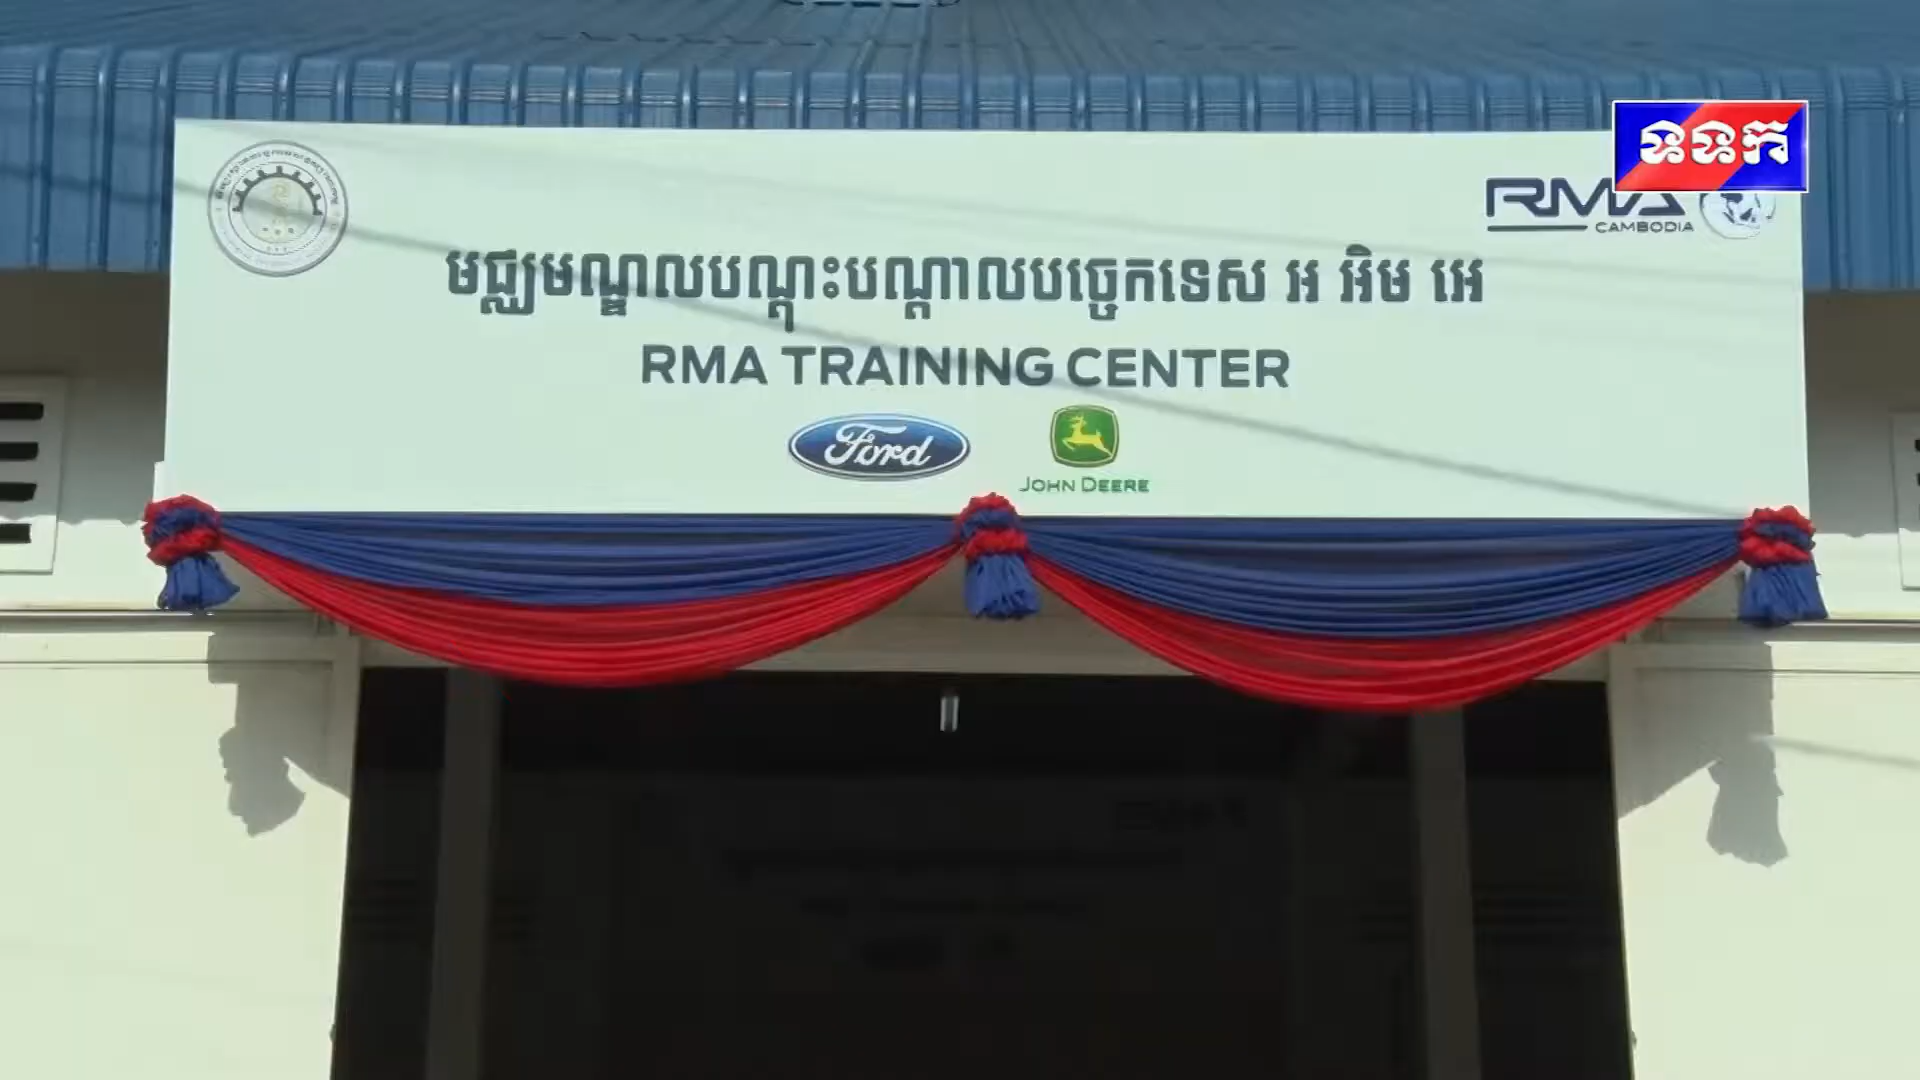 ទទក
RMA
CAMBODIA
មជ្ឈមណ្ឌលបណ្តុះបណ្តាលបច្ចេកទេស អ អិម អេ
RMA TRAINING CENTER
Ford
JOHN DEERE